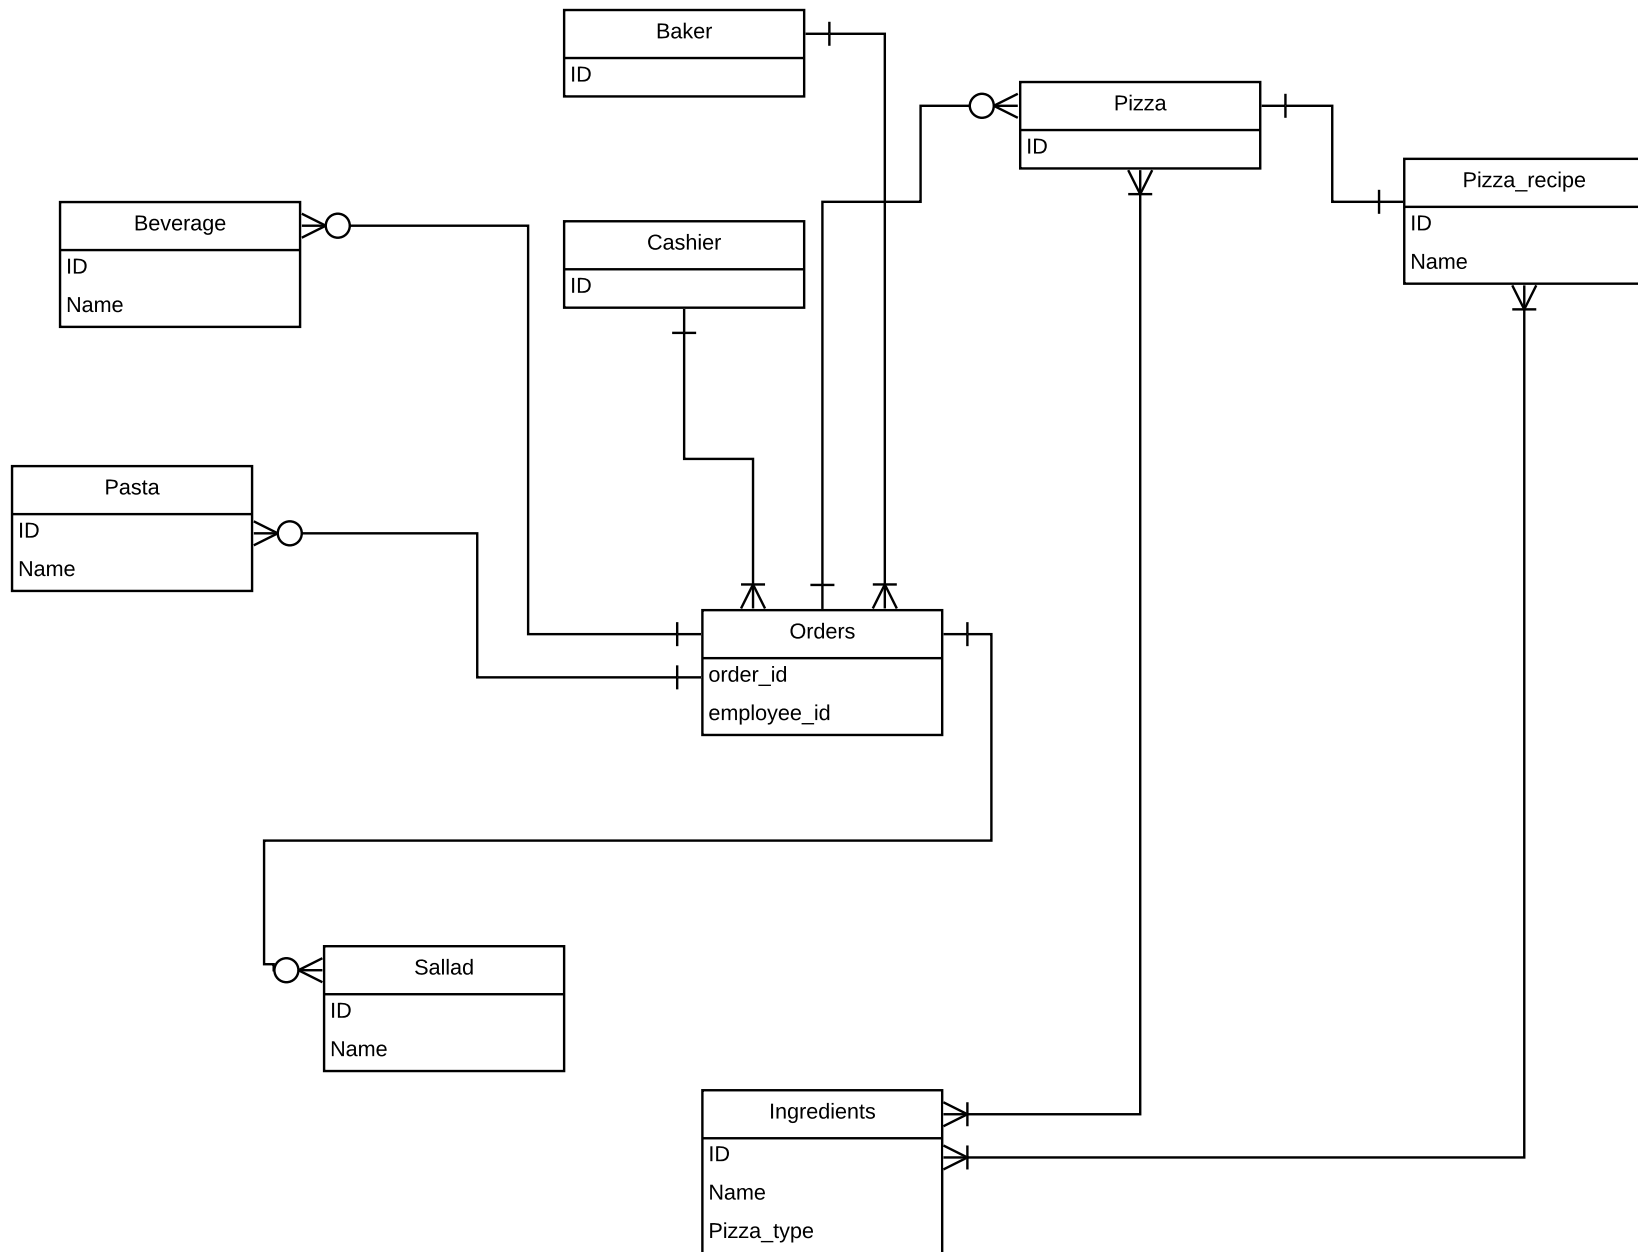 Baker
ID
Pizza
ID
Pizza_recipe
ID
Name
Beverage
ID
Name
Cashier
ID
Pasta
ID
Name
Orders
order_id
employee_id
Sallad
ID
Name
Ingredients
ID
Name
Pizza_type